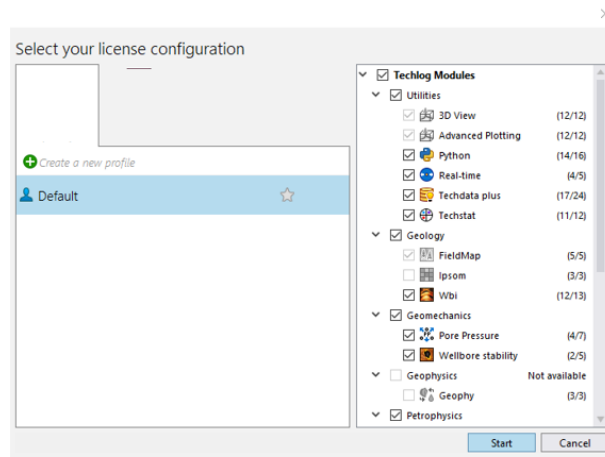 Select your license configuration
Create a new profile
Default
Techlog Modules
Utilities
3D View (12/12)
Advanced Plotting (12/12)
Python (14/16)
Real-time (4/5)
Techdata plus (17/24)
Techstat (11/12)
Geology
FieldMap (5/5)
Ipsom (3/3)
Wbi (12/13)
Geomechanics
Pore Pressure (4/7)
Wellbore stability (2/5)
Geophysics Not available
Geophy (3/3)
Petrophysics
Start Cancel